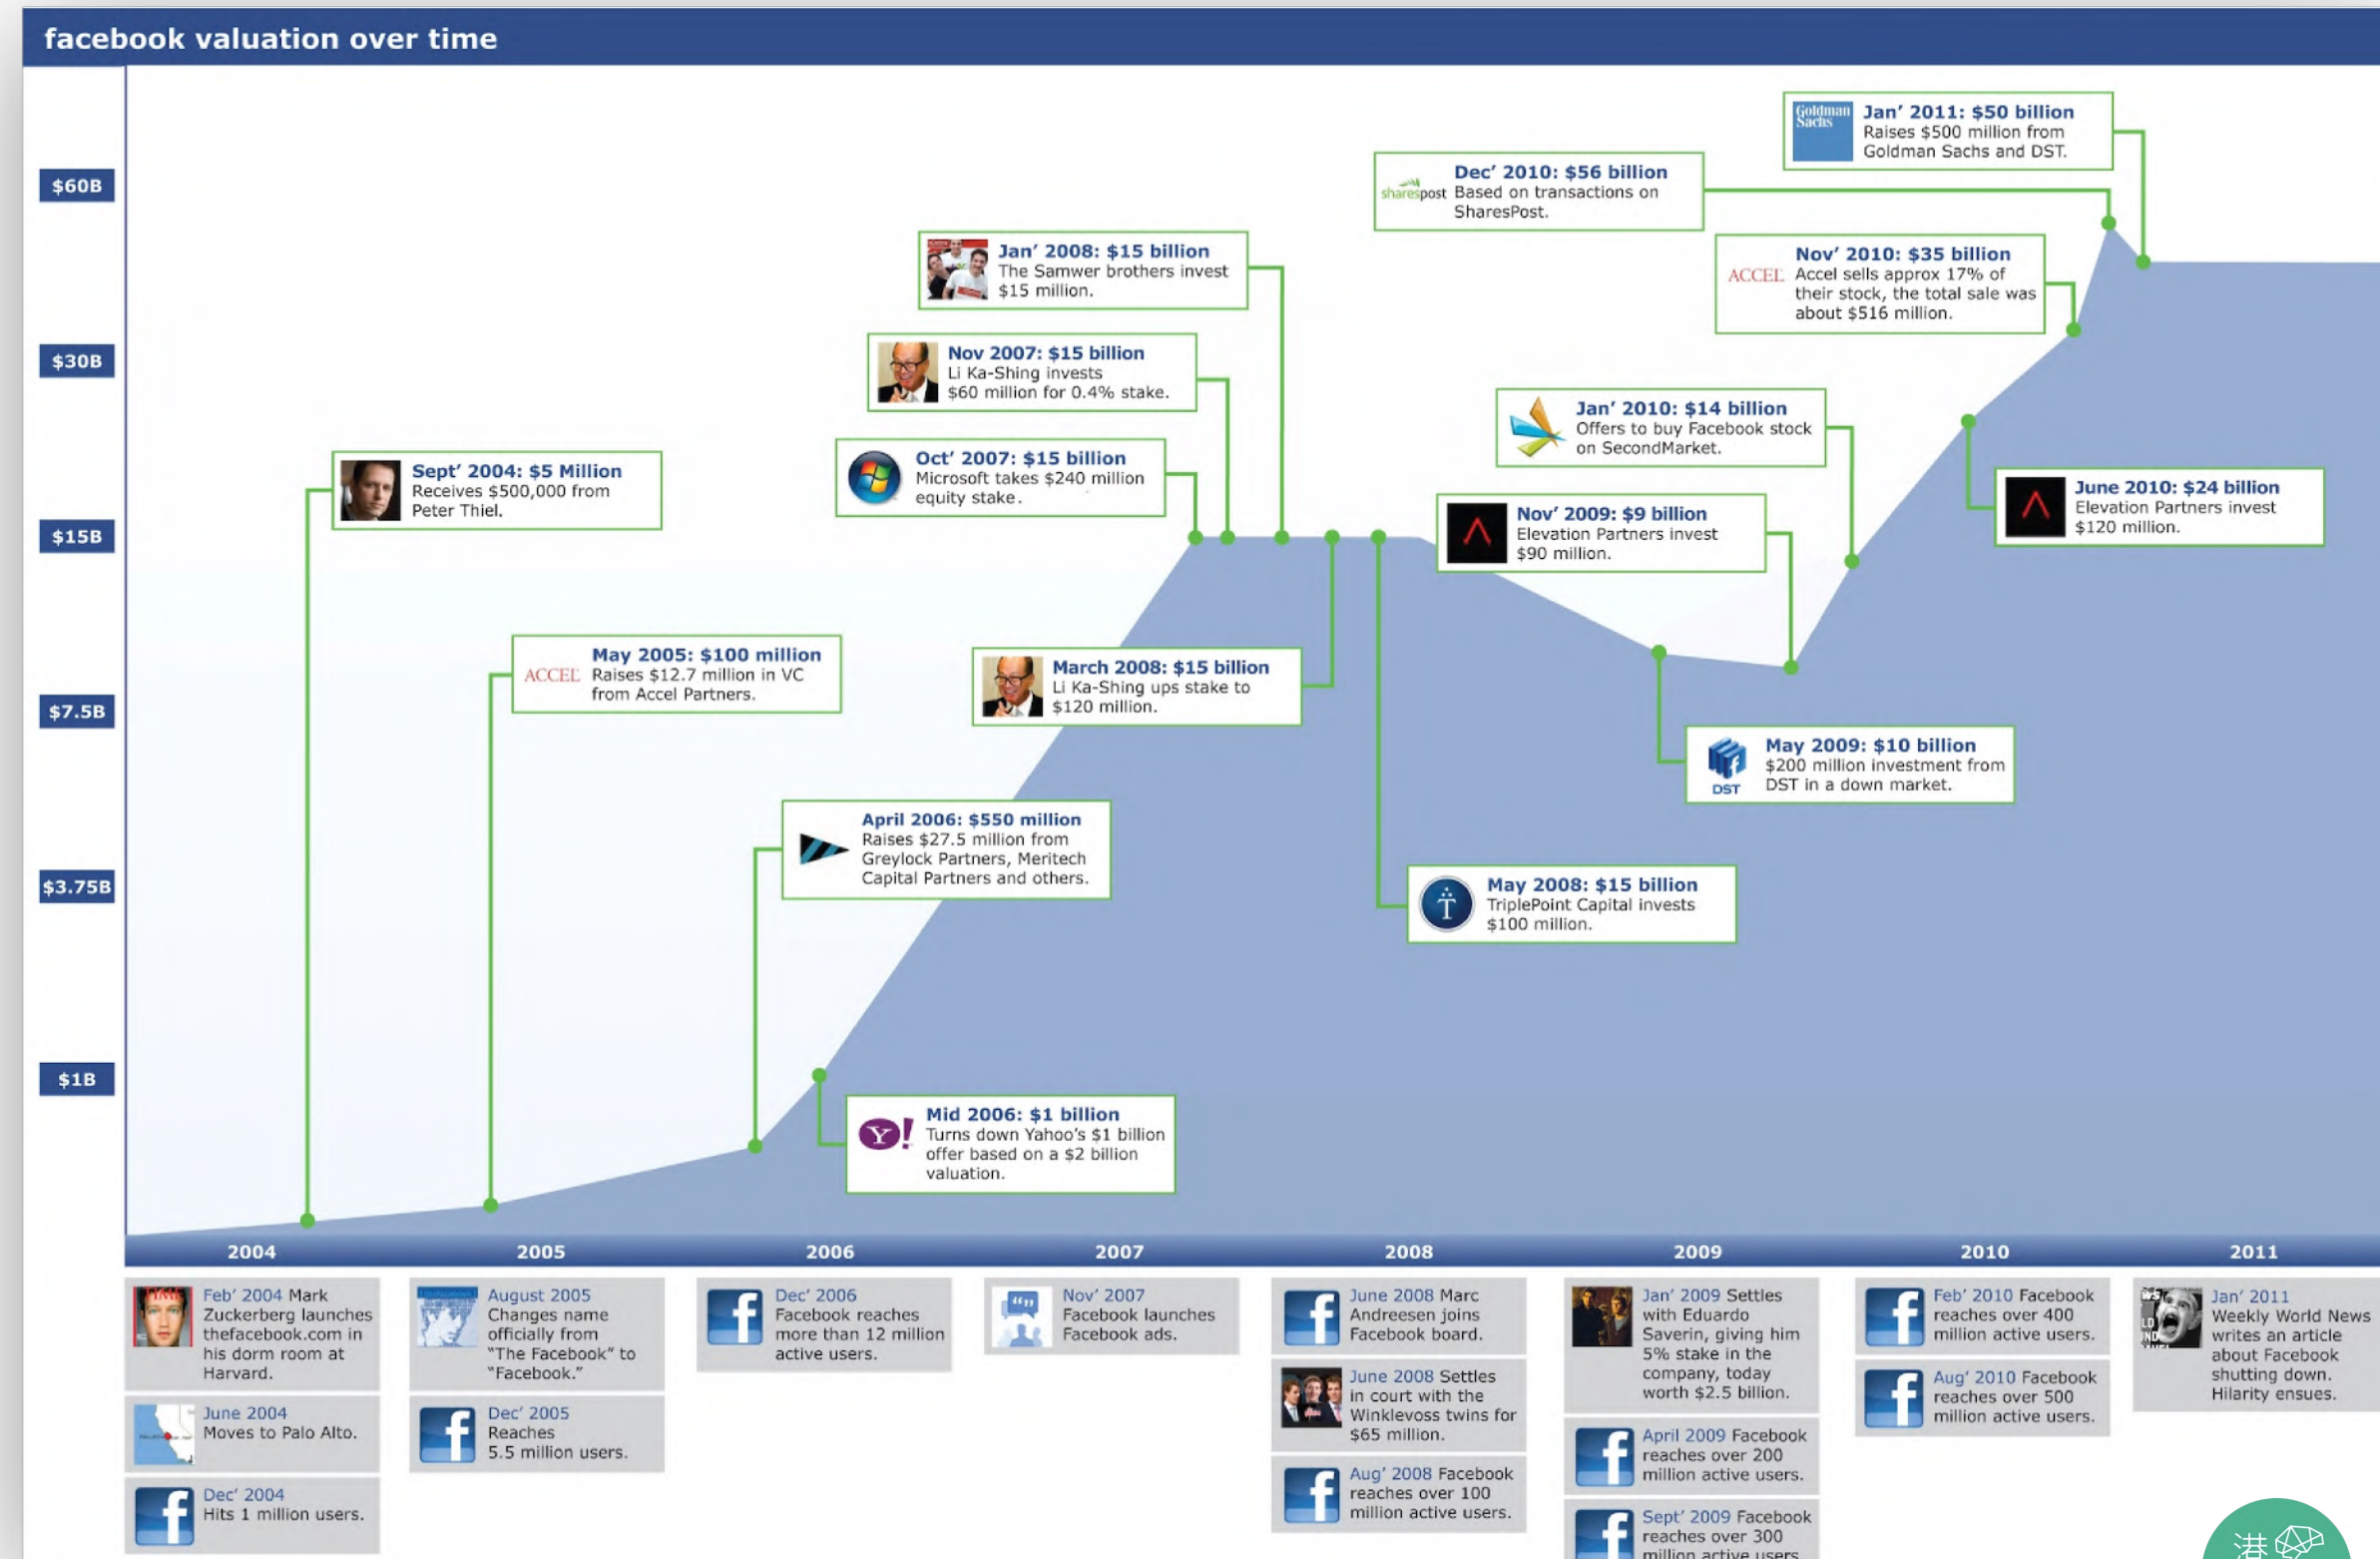 facebook valuation over time
$60B
$30B
$15B
$7.5B
$3.75B
$1B
Goldman
Sachs
Jan' 2011: $50 billion
Raises $500 million from
Goldman Sachs and DST.
sharespost
Dec' 2010: $56 billion
Based on transactions on
SharesPost.
Jan' 2008: $15 billion
The Samwer brothers invest
$15 million.
ACCEL
Nov' 2010: $35 billion
Accel sells approx 17% of
their stock, the total sale was
about $516 million.
Nov 2007: $15 billion
Li Ka-Shing invests
$60 million for 0.4% stake.
Jan' 2010: $14 billion
Offers to buy Facebook stock
on SecondMarket.
Sept' 2004: $5 Million
Receives $500,000 from
Peter Thiel.
Oct' 2007: $15 billion
Microsoft takes $240 million
equity stake.
June 2010: $24 billion
Elevation Partners invest
$120 million.
Nov' 2009: $9 billion
Elevation Partners invest
$90 million.
ACCEL
May 2005: $100 million
Raises $12.7 million in VC
from Accel Partners.
March 2008: $15 billion
Li Ka-Shing ups stake to
$120 million.
DST
May 2009: $10 billion
$200 million investment from
DST in a down market.
April 2006: $550 million
Raises $27.5 million from
Greylock Partners, Meritech
Capital Partners and others.
May 2008: $15 billion
TriplePoint Capital invests
$100 million.
Y!
Mid 2006: $1 billion
Turns down Yahoo's $1 billion
offer based on a $2 billion
valuation.
2004 2005 2006 2007 2008 2009 2010 2011
TIME
Feb' 2004 Mark
Zuckerberg launches
thefacebook.com in
his dorm room at
Harvard.
June 2004
Moves to Palo Alto.
f
Dec' 2004
Hits 1 million users.
August 2005
Changes name
officially from
"The Facebook" to
"Facebook."
f
Dec' 2005
Reaches
5.5 million users.
f
Dec' 2006
Facebook reaches
more than 12 million
active users.
Nov' 2007
Facebook launches
Facebook ads.
f
June 2008 Marc
Andreesen joins
Facebook board.
June 2008 Settles
in court with the
Winklevoss twins for
$65 million.
f
Aug' 2008 Facebook
reaches over 100
million active users.
Jan' 2009 Settles
with Eduardo
Saverin, giving him
5% stake in the
company, today
worth $2.5 billion.
f
April 2009 Facebook
reaches over 200
million active users.
f
Sept' 2009 Facebook
reaches over 300
million active users.
f
Feb' 2010 Facebook
reaches over 400
million active users.
f
Aug' 2010 Facebook
reaches over 500
million active users.
Jan' 2011
Weekly World News
writes an article
about Facebook
shutting down.
Hilarity ensues.
港